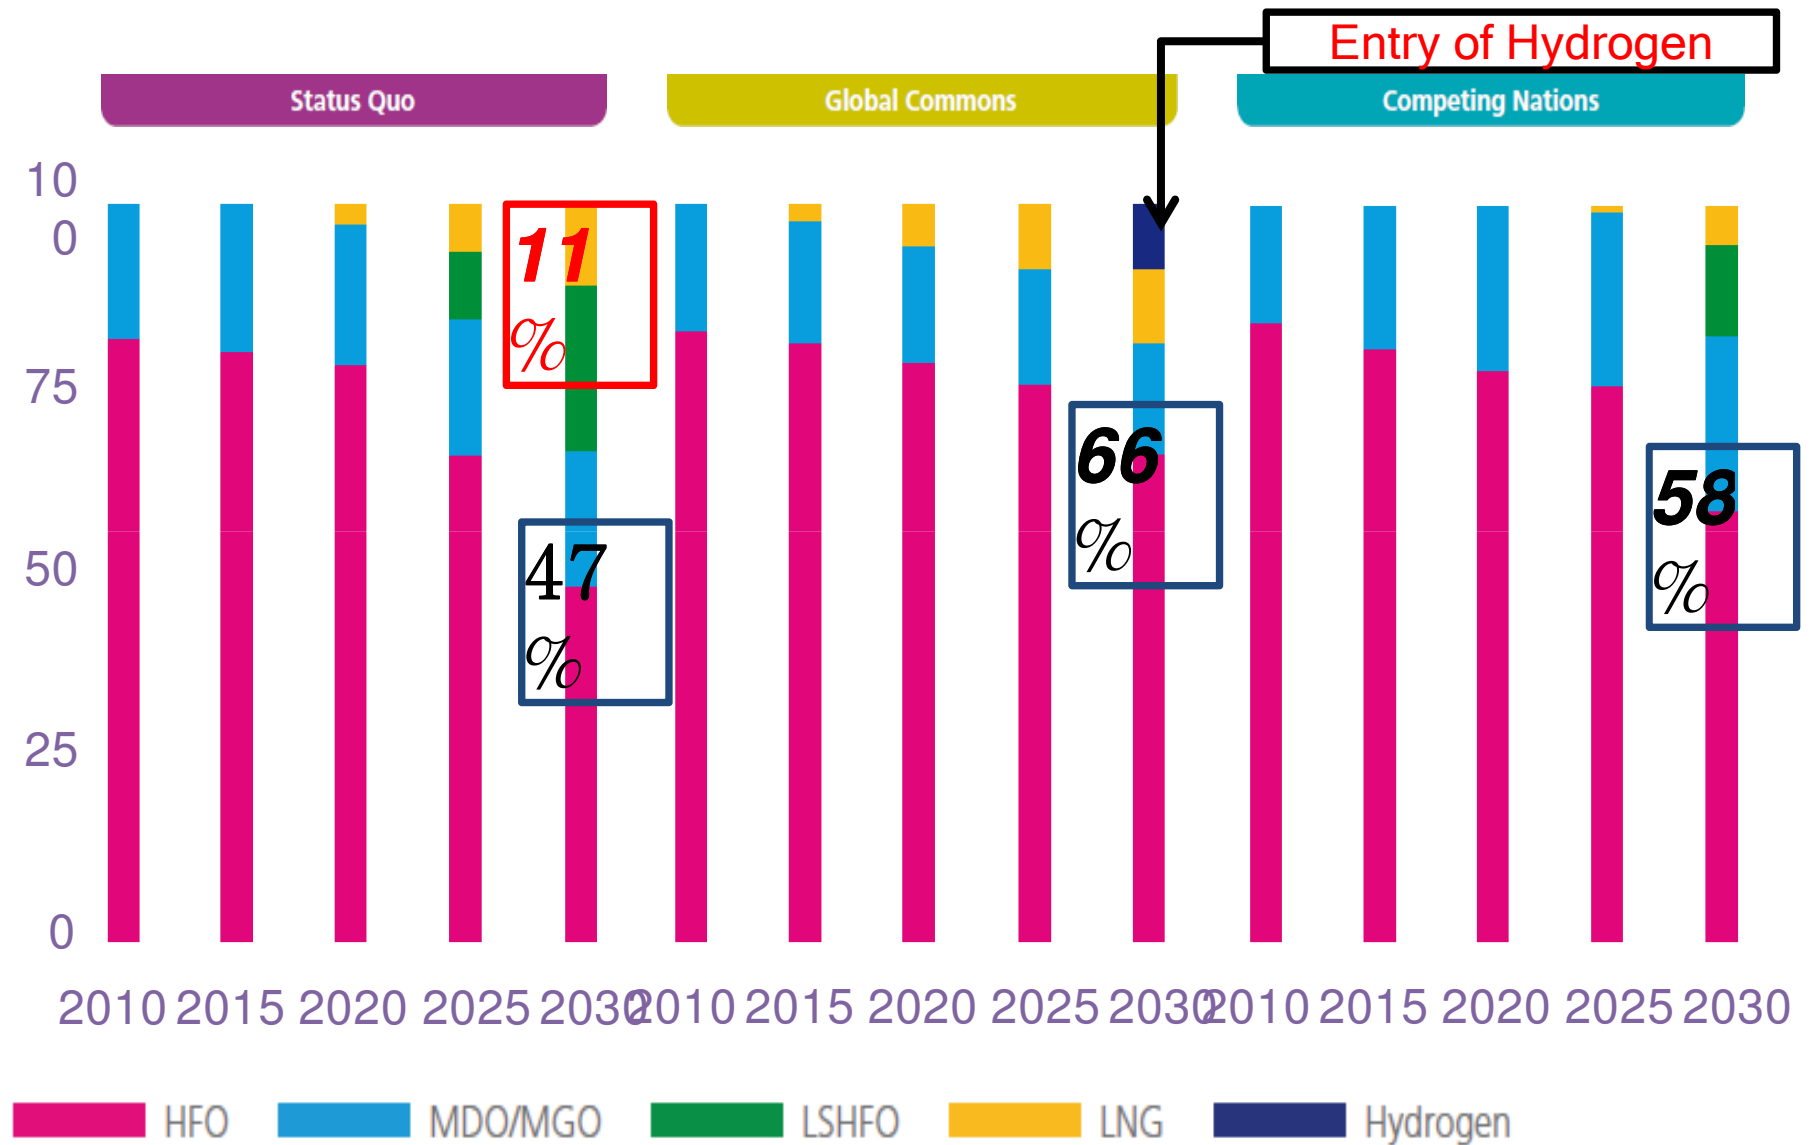 Entry of Hydrogen
Status Quo
Global Commons
Competing Nations
10
0
75
50
25
0
11
%
47
%
66
%
58
%
2010 2015 2020 2025 2030 2010 2015 2020 2025 2030 2010 2015 2020 2025 2030
HFO MDO/MGO LSHFO LNG Hydrogen